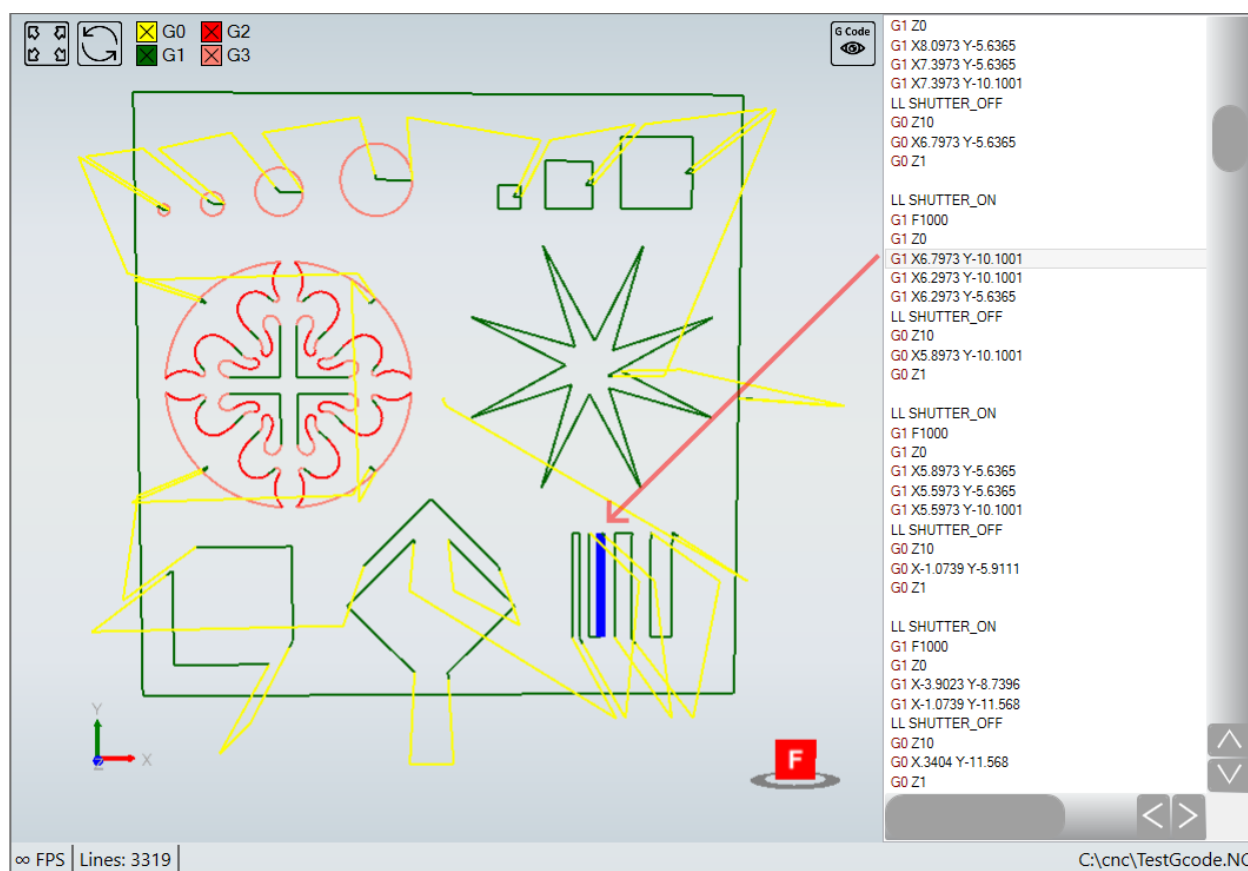 G0
G2
G1
G3
G Code
G1 Z0
G1 X8.0973 Y-5.6365
G1 X7.3973 Y-5.6365
G1 X7.3973 Y-10.1001
LL SHUTTER_OFF
G0 Z10
G0 X6.7973 Y-5.6365
G0 Z1
LL SHUTTER_ON
G1 F1000
G1 Z0
G1 X6.7973 Y-10.1001
G1 X6.2973 Y-10.1001
G1 X6.2973 Y-5.6365
LL SHUTTER_OFF
G0 Z10
G0 X5.8973 Y-10.1001
G0 Z1
LL SHUTTER_ON
G1 F1000
G1 Z0
G1 X5.8973 Y-5.6365
G1 X5.5973 Y-5.6365
G1 X5.5973 Y-10.1001
LL SHUTTER_OFF
G0 Z10
G0 X-1.0739 Y-5.9111
G0 Z1
LL SHUTTER_ON
G1 F1000
G1 Z0
G1 X-3.9023 Y-8.7396
G1 X-1.0739 Y-11.568
LL SHUTTER_OFF
G0 Z10
G0 X.3404 Y-11.568
G0 Z1
Y
X
Z
F
∞ FPS
Lines: 3319
C:\cnc\TestGcode.NC